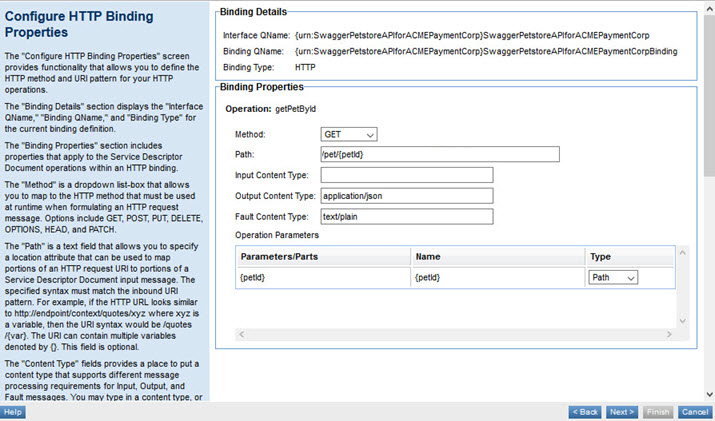 Configure HTTP Binding
Properties
The "Configure HTTP Binding Properties" screen
provides functionality that allows you to define the
HTTP method and URI pattern for your HTTP
operations.
The "Binding Details" section displays the "Interface
QName," "Binding QName," and "Binding Type" for
the current binding definition.
The "Binding Properties" section includes
properties that apply to the Service Descriptor
Document operations within an HTTP binding.
The "Method" is a dropdown list-box that allows
you to map to the HTTP method that must be used
at runtime when formulating an HTTP request
message. Options include GET, POST, PUT, DELETE,
OPTIONS, HEAD, and PATCH.
The "Path" is a text field that allows you to specify
a location attribute that can be used to map
portions of an HTTP request URI to portions of a
Service Descriptor Document input message. The
specified syntax must match the inbound URI
pattern. For example, if the HTTP URL looks similar
to http://endpoint/context/quotes/xyz where xyz is
a variable, then the URI syntax would be /quotes
/{var}. The URI can contain multiple variables
denoted by {}. This field is optional.
The "Content Type" fields provides a place to put a
content type that supports different message
processing requirements for Input, Output, and
Fault messages. You may type in a content type, or
Binding Details
Interface QName: {urn:SwaggerPetstoreAPIforACMEPaymentCorp}SwaggerPetstoreAPIforACMEPaymentCorp
Binding QName: {urn:SwaggerPetstoreAPIforACMEPaymentCorp}SwaggerPetstoreAPIforACMEPaymentCorpBinding
Binding Type: HTTP
Binding Properties
Operation: getPetById
Method: GET
Path: /pet/{petId}
Input Content Type:
Output Content Type: application/json
Fault Content Type: text/plain
Operation Parameters
Parameters/Parts Name Type
{petId} {petId} Path
Help < Back Next > Finish Cancel